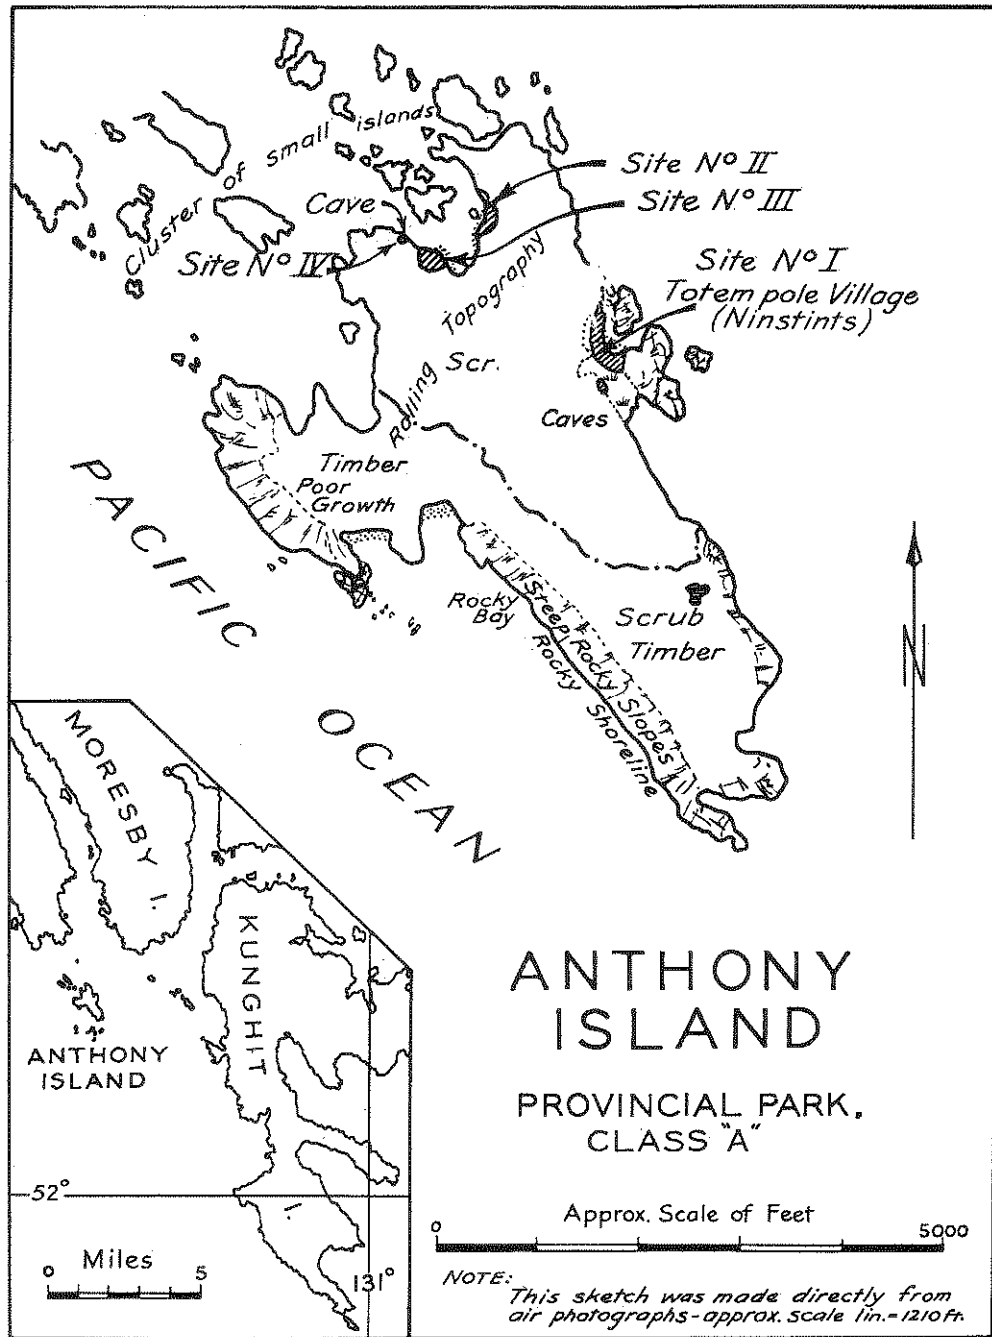 Cluster of small islands
Site Nº II
Site Nº III
Cave
Site Nº IV
Site Nº I
Totem pole Village
(Ninstints)
Rolling Topography
Scr.
Caves
Timber
Poor
Growth
PACIFIC
OCEAN
Rocky
Bay
Steep Rocky Slopes
Rocky Shoreline
Scrub
Timber
N
MORESBY I.
KUNGHIT
I.
ANTHONY
ISLAND
52°
131°
Miles
0 5
ANTHONY
ISLAND
PROVINCIAL PARK,
CLASS "A"
Approx. Scale of Feet
0 5000
NOTE:
This sketch was made directly from
air photographs-approx. scale 1in.=1210 ft.